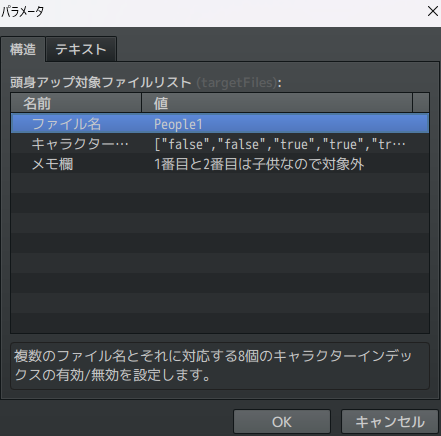 パラメータ
構造 テキスト
頭身アップ対象ファイルリスト (targetFiles):
名前 値
ファイル名 People1
キャラクター… ["false","false","true","true","tr…
メモ欄 1番目と2番目は子供なので対象外
複数のファイル名とそれに対応する8個のキャラクターインデッ
クスの有効/無効を設定します。
OK キャンセル